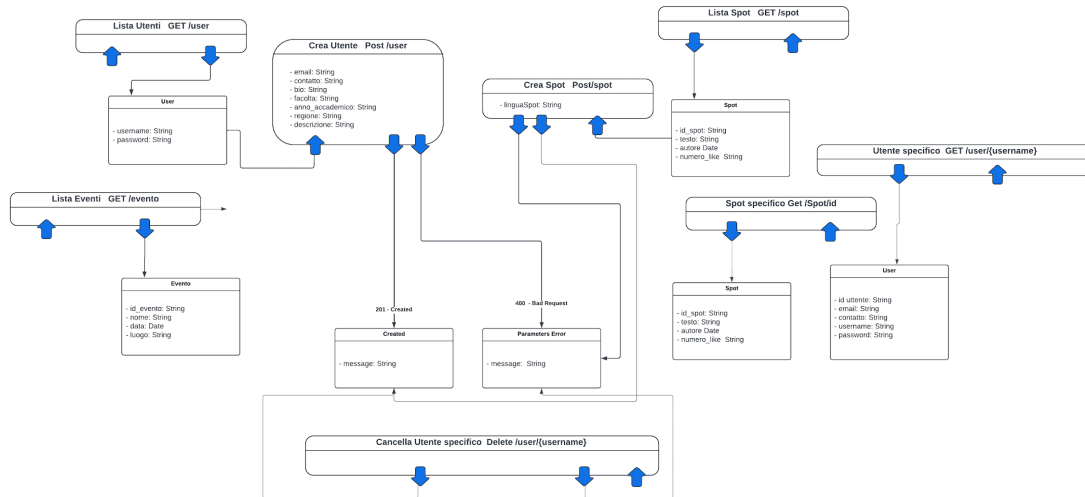 Lista Utenti   GET /user
User
- username: String
- password: String
Crea Utente   Post /user
- email: String
- contatto: String
- bio: String
- facolta: String
- anno_accademico: String
- regione: String
- descrizione: String
Crea Spot   Post/spot
- linguaSpot: String
Lista Spot   GET /spot
Spot
- id_spot: String
- testo: String
- autore Date
- numero_like  String
Utente specifico  GET /user/{username}
Lista Eventi   GET /evento
Evento
- id_evento: String
- nome: String
- data: Date
- luogo: String
Spot specifico Get /Spot/id
Spot
- id_spot: String
- testo: String
- autore Date
- numero_like  String
User
- id uttente: String
- email: String
- contatto: String
- username: String
- password: String
201 - Created
400  - Bad Request
Created
- message: String
Parameters Error
- message:  String
Cancella Utente specifico  Delete /user/{username}